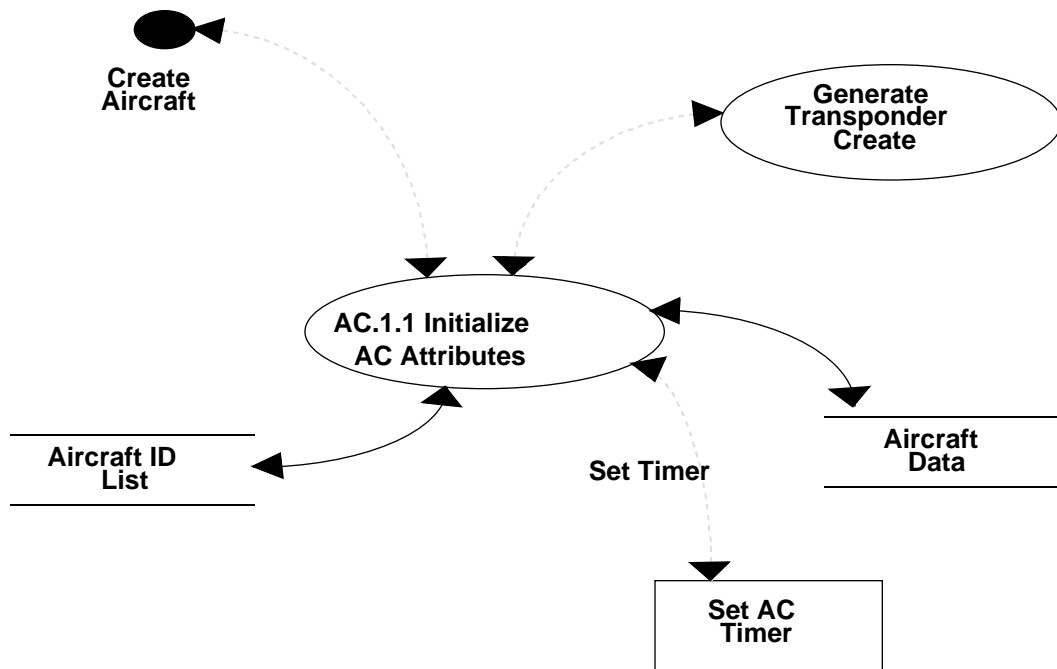 Create
Aircraft
Generate
Transponder
Create
AC.1.1 Initialize
AC Attributes
Aircraft ID
List
Set Timer
Aircraft
Data
Set AC
Timer